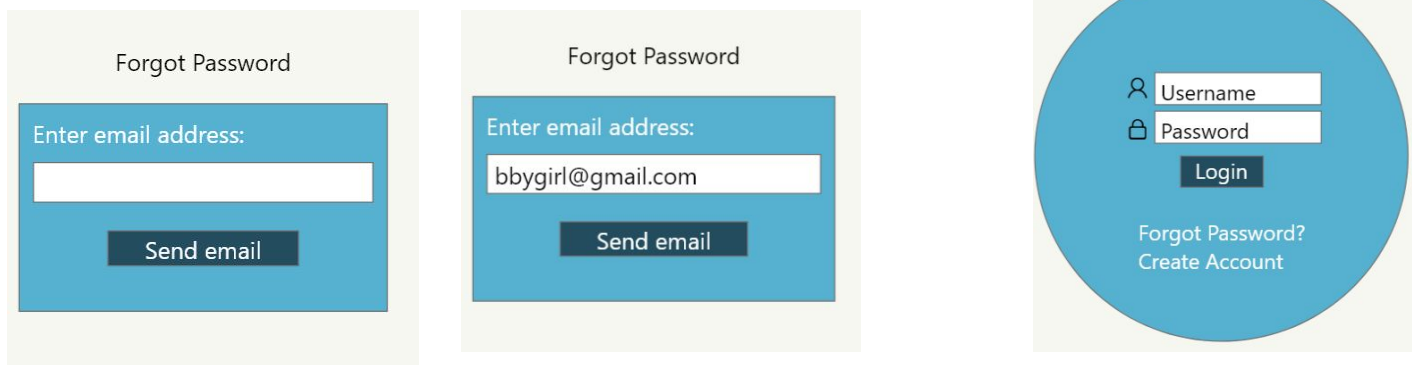 Forgot Password
Enter email address:
Send email
Forgot Password
Enter email address:
bbygirl@gmail.com
Send email
Username
Password
Login
Forgot Password?
Create Account